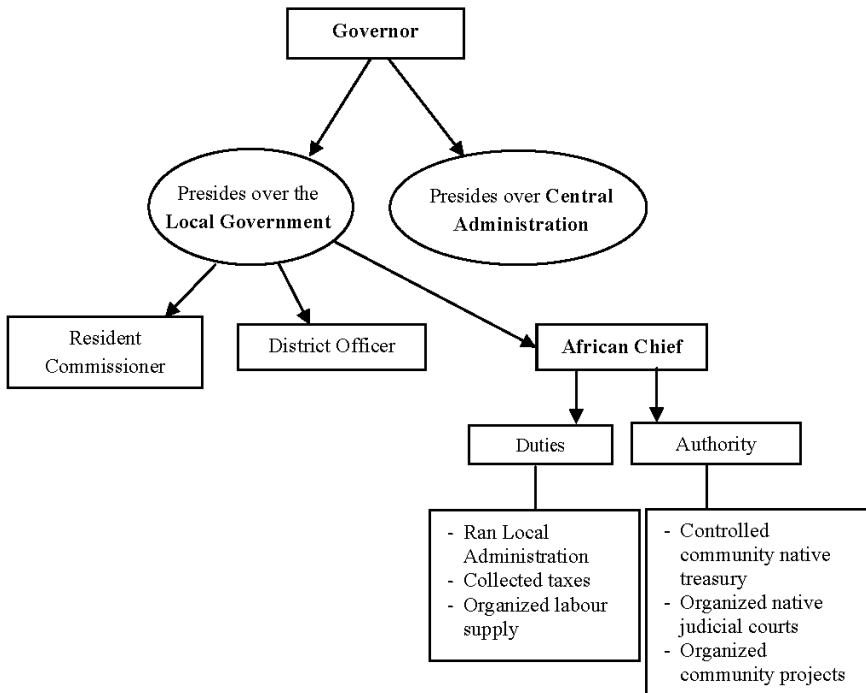 Governor
Presides over the
Local Government
Presides over Central
Administration
Resident
Commissioner
District Officer
African Chief
Duties
Authority
- Ran Local
Administration
- Collected taxes
- Organized labour
supply
- Controlled
community native
treasury
- Organized native
judicial courts
- Organized
community projects